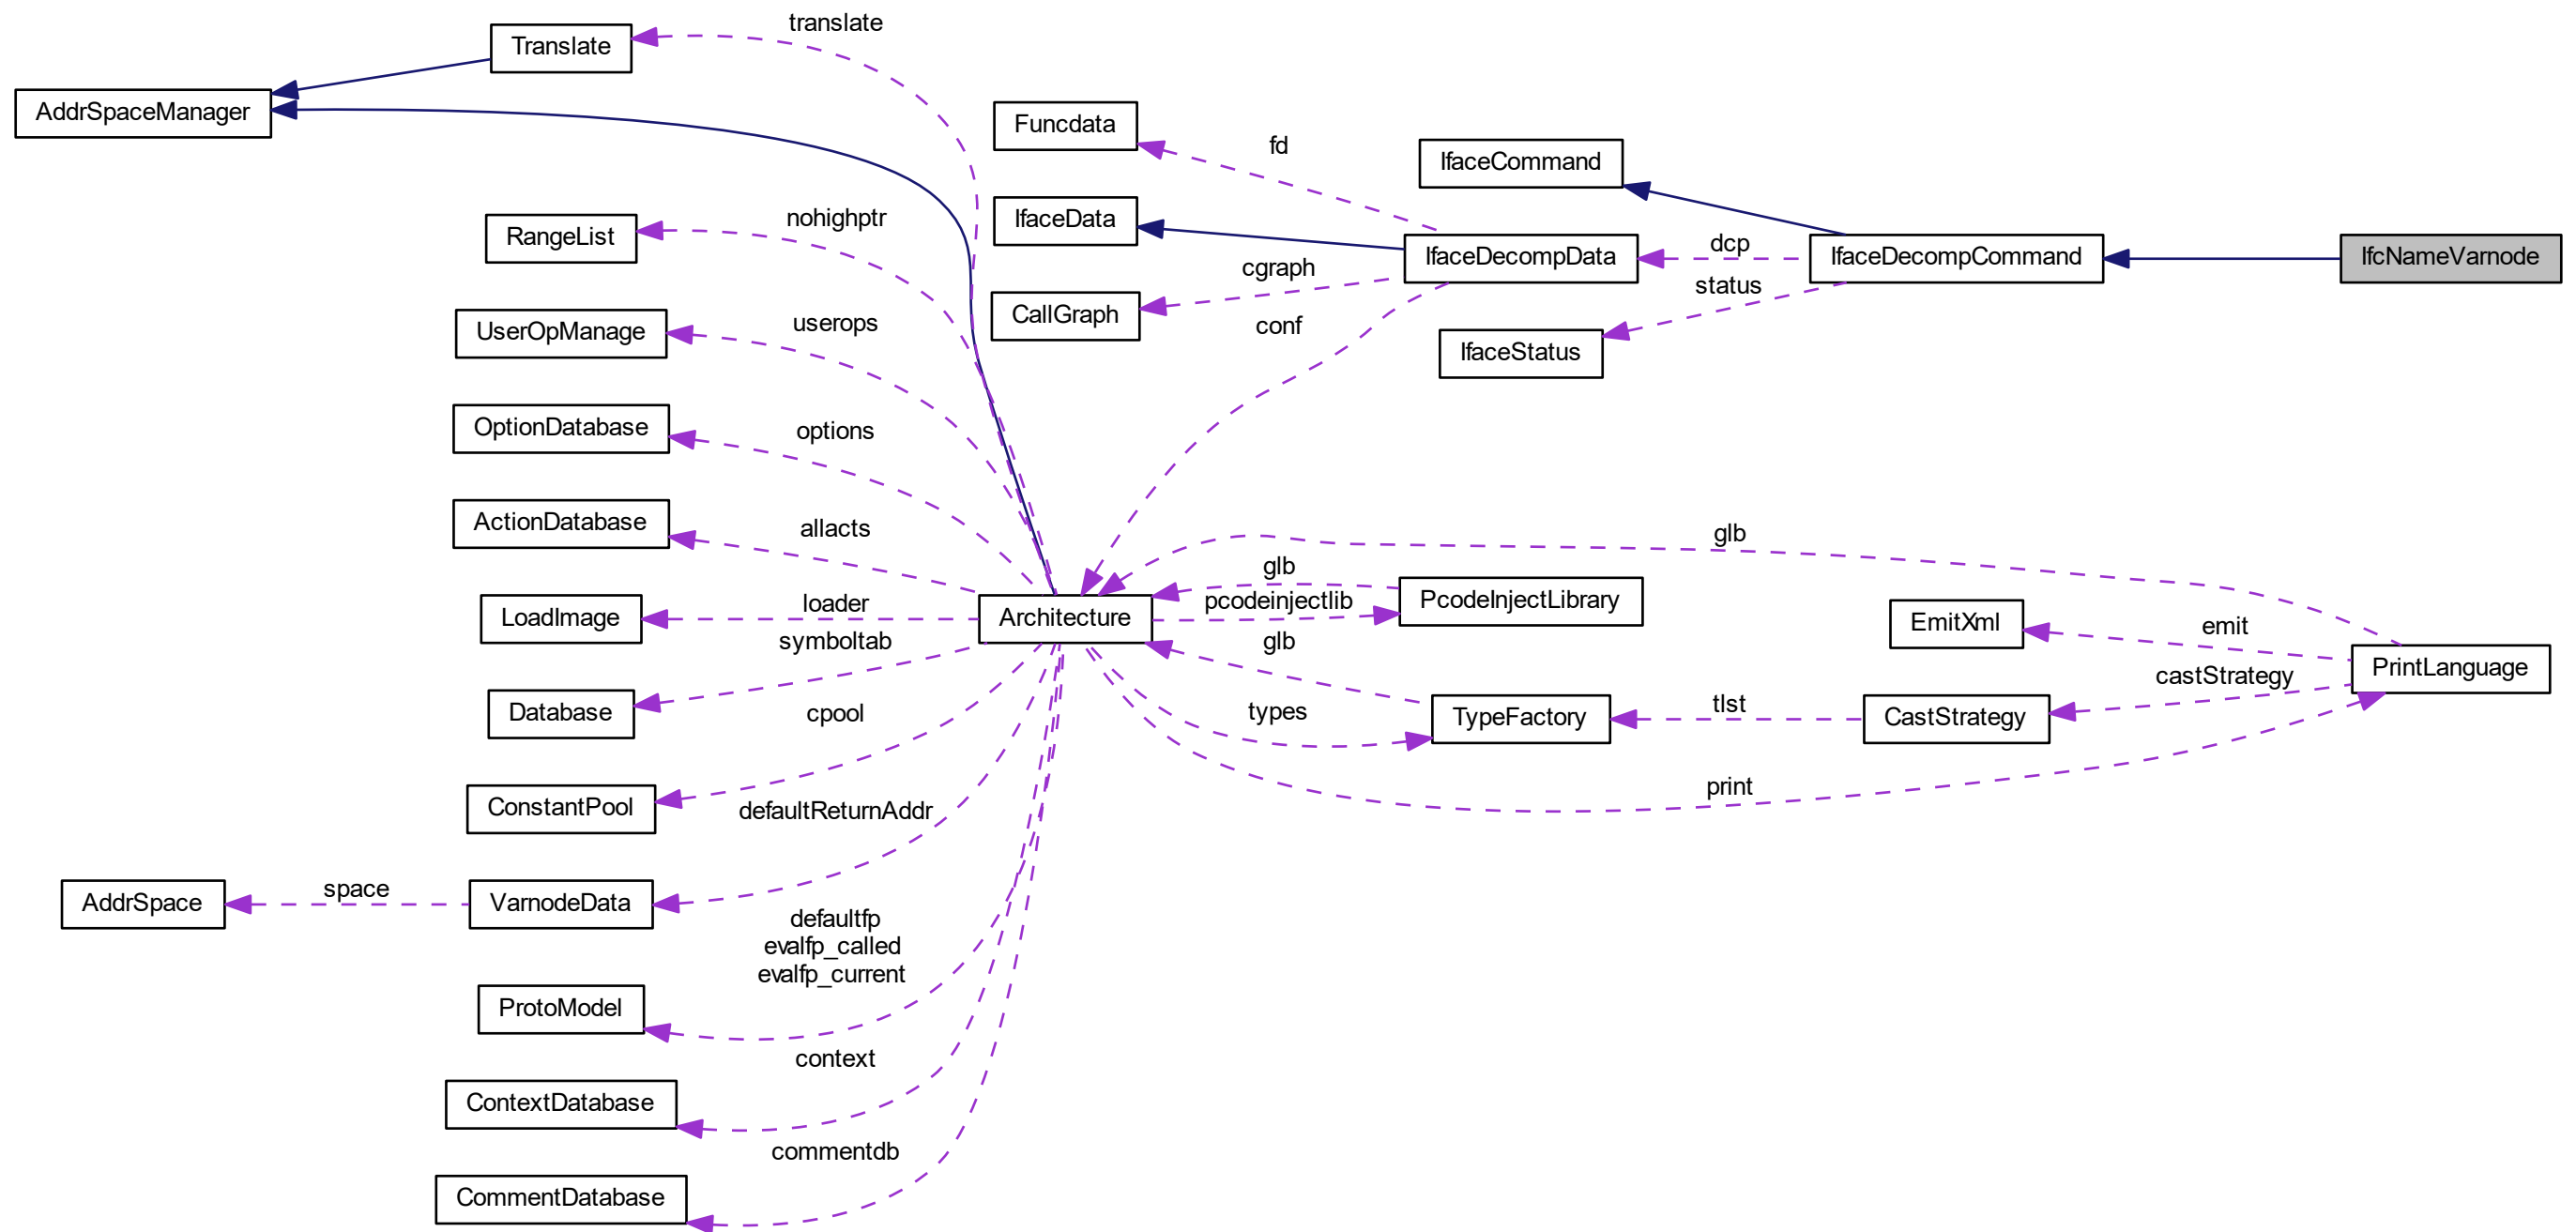 translate
Translate
AddrSpaceManager
Funcdata
fd
IfaceCommand
nohighptr
RangeList
IfaceData
IfaceDecompData
dcp
IfaceDecompCommand
IfcNameVarnode
cgraph
status
CallGraph
userops
UserOpManage
conf
IfaceStatus
OptionDatabase
options
ActionDatabase
allacts
glb
glb
LoadImage
loader
Architecture
pcodeinjectlib
PcodeInjectLibrary
EmitXml
emit
symboltab
glb
PrintLanguage
castStrategy
Database
cpool
types
TypeFactory
tlst
CastStrategy
print
ConstantPool
defaultReturnAddr
AddrSpace
space
VarnodeData
defaultfp
evalfp_called
evalfp_current
ProtoModel
context
ContextDatabase
commentdb
CommentDatabase